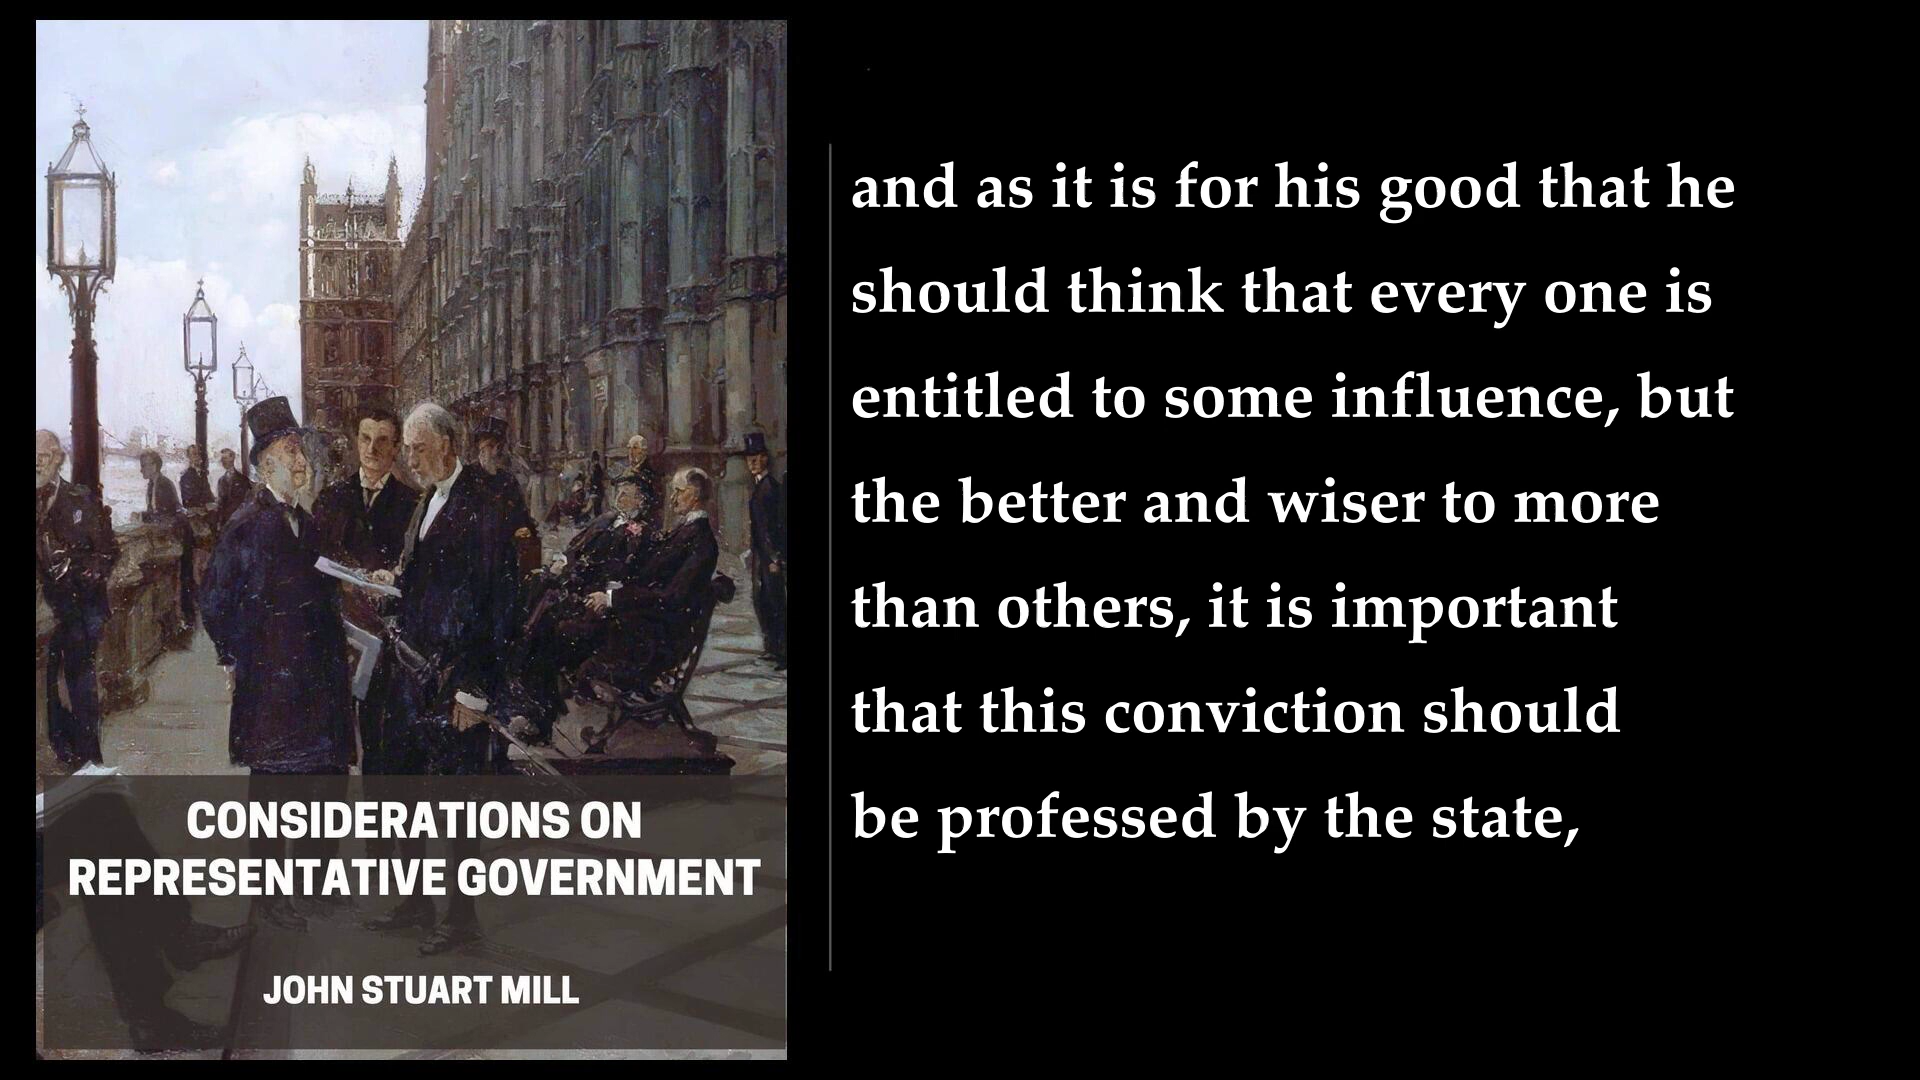 CONSIDERATIONS ON
REPRESENTATIVE GOVERNMENT
JOHN STUART MILL
and as it is for his good that he
should think that every one is
entitled to some influence, but
the better and wiser to more
than others, it is important
that this conviction should
be professed by the state,